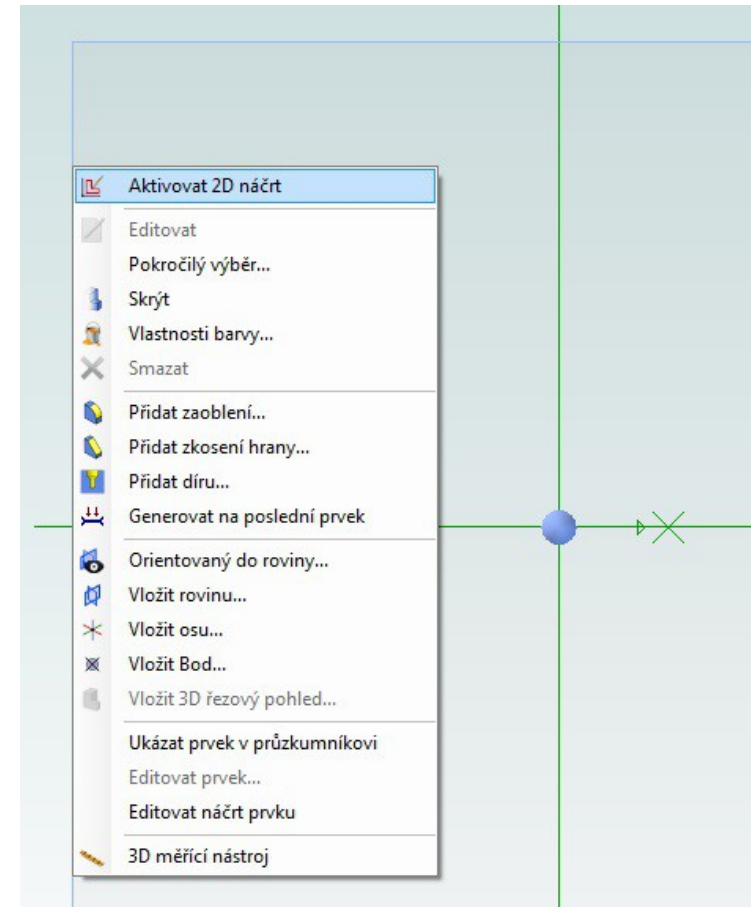 Aktivovat 2D náčrt
Editovat
Pokročilý výběr...
Skrýt
Vlastnosti barvy...
Smazat
Přidat zaoblení...
Přidat zkosení hrany...
Přidat díru...
Generovat na poslední prvek
Orientovaný do roviny...
Vložit rovinu...
Vložit osu...
Vložit Bod...
Vložit 3D řezový pohled...
Ukázat prvek v průzkumníkovi
Editovat prvek...
Editovat náčrt prvku
3D měřící nástroj